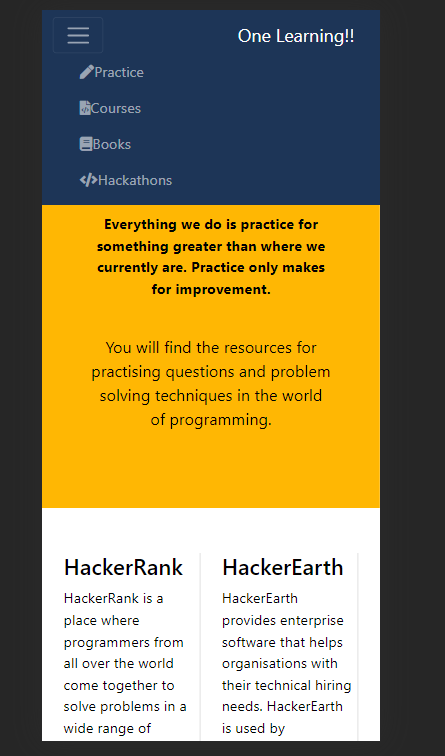 One Learning!!
Practice
Courses
Books
Hackathons
Everything we do is practice for
something greater than where we
currently are. Practice only makes
for improvement.
You will find the resources for
practising questions and problem
solving techniques in the world
of programming.
HackerRank
HackerRank is a
place where
programmers from
all over the world
come together to
solve problems in a
wide range of
HackerEarth
HackerEarth
provides enterprise
software that helps
organisations with
their technical hiring
needs. HackerEarth
is used by